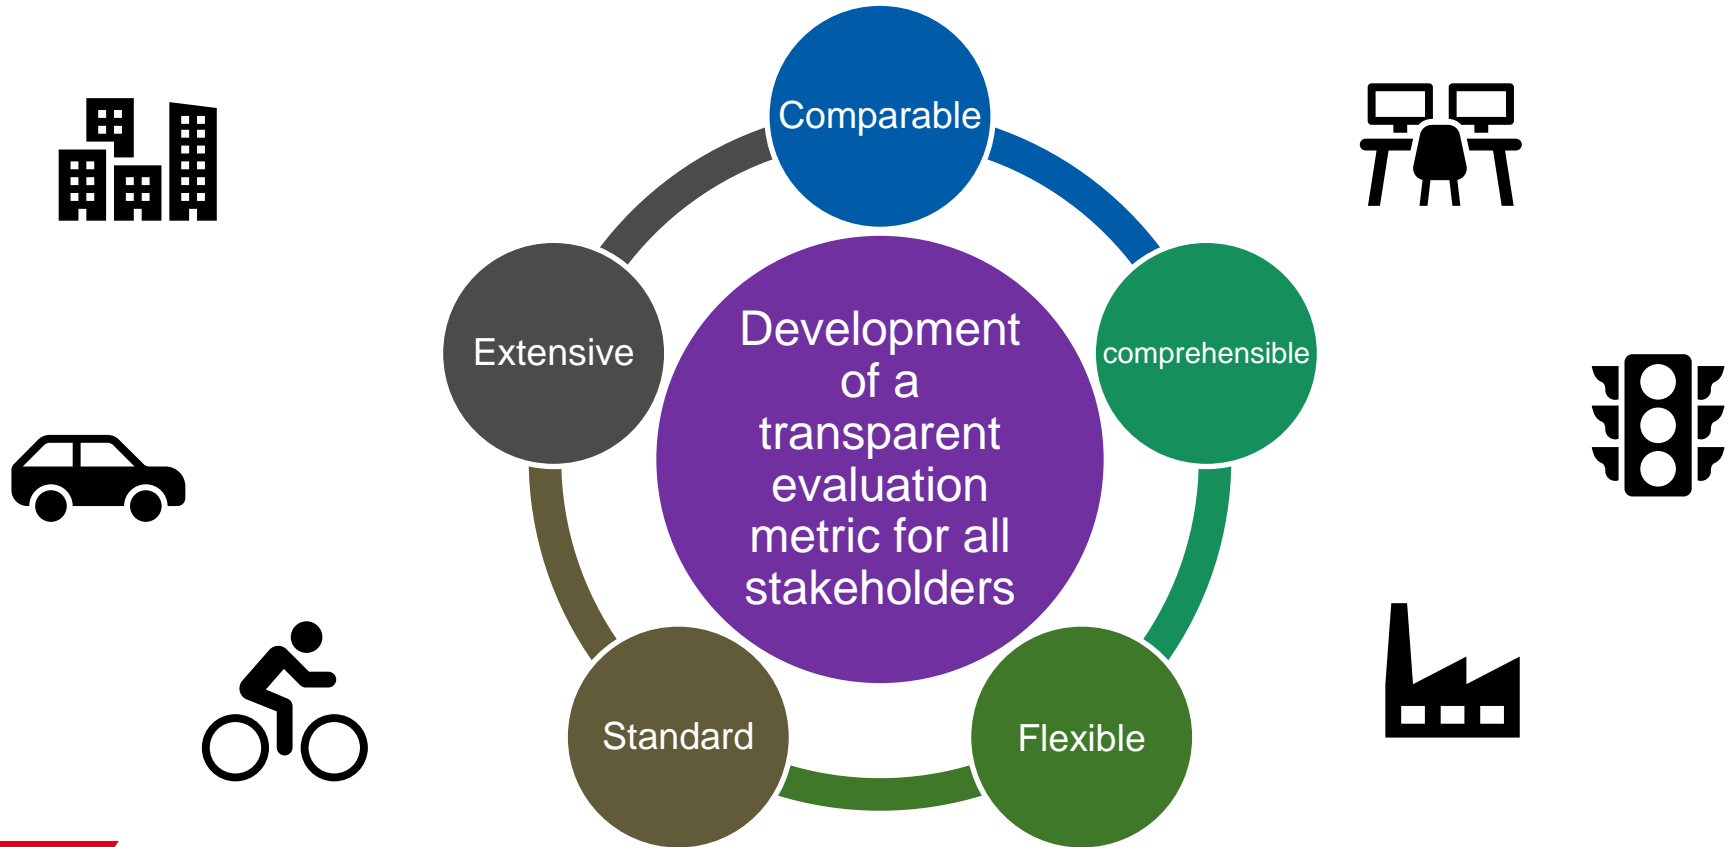 Comparable
Extensive
comprehensible
Development
of a
transparent
evaluation
metric for all
stakeholders
Standard
Flexible